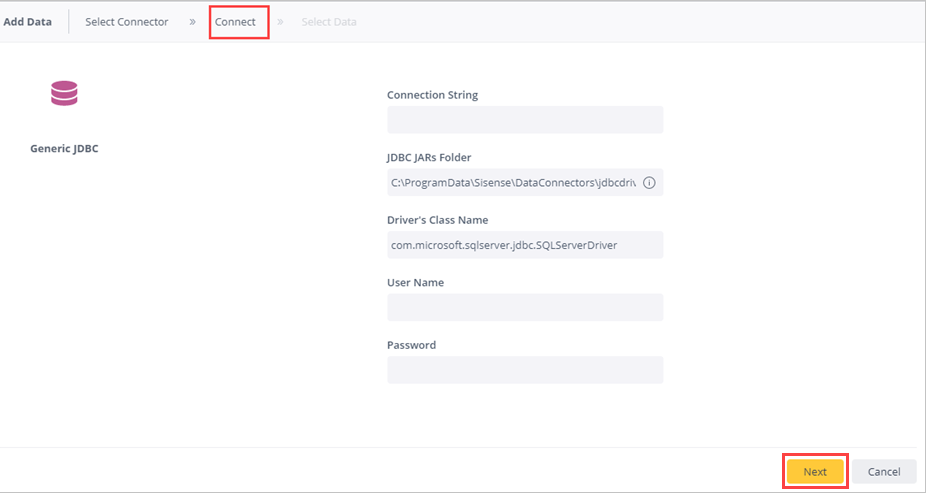 Add Data Select Connector » Connect » Select Data
Generic JDBC
Connection String
JDBC JARs Folder
C:\ProgramData\Sisense\DataConnectors\jdbcdriv
Driver's Class Name
com.microsoft.sqlserver.jdbc.SQLServerDriver
User Name
Password
Next Cancel